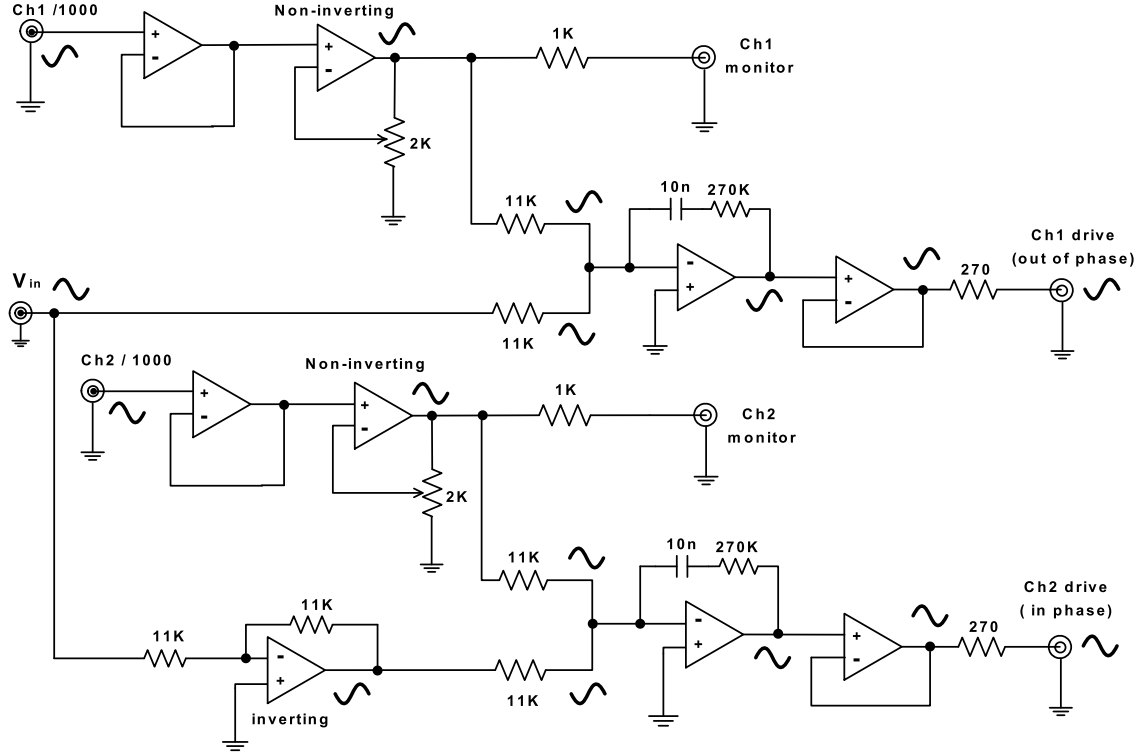 Ch1 /1000
Non-inverting
+
-
+
-
1K
Ch1
monitor
2K
11K
10n
270K
-
+
+
-
Ch1 drive
(out of phase)
270
V in
11K
Ch2 / 1000
Non-inverting
+
-
+
-
1K
Ch2
monitor
2K
11K
10n
270K
-
+
+
-
Ch2 drive
( in phase)
270
11K
11K
-
+
11K
inverting